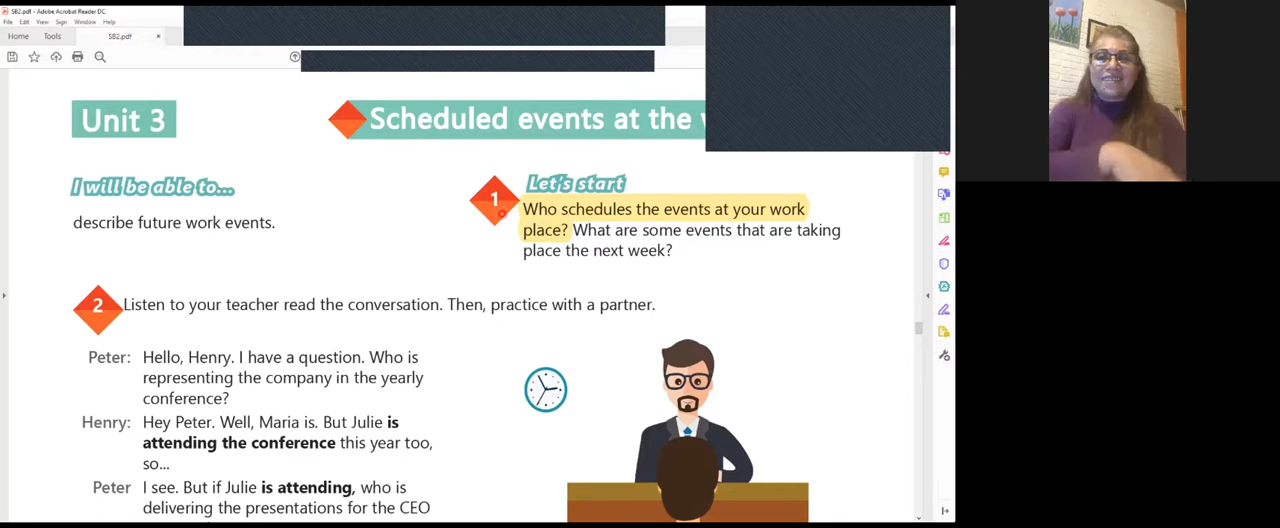 SB2.pdf - Adobe Acrobat Reader DC
File Edit View Sign Window Help
Home Tools SB2.pdf ×
Unit 3
Scheduled events at the
I will be able to...
describe future work events.
1
Let's start
Who schedules the events at your work
place? What are some events that are taking
place the next week?
2
Listen to your teacher read the conversation. Then, practice with a partner.
Peter: Hello, Henry. I have a question. Who is
representing the company in the yearly
conference?
Henry: Hey Peter. Well, Maria is. But Julie is
attending the conference this year too,
so...
Peter I see. But if Julie is attending, who is
delivering the presentations for the CEO